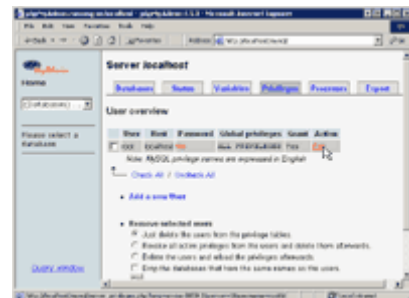 phpMyAdmin
Home
Please select a
database
Query window
Server localhost
Databases Status Variables Privileges Processes Export
User overview
User Host Password Global privileges Grant Action
root localhost No ALL PRIVILEGES Yes
Note: MySQL privilege names are expressed in English
Check All / Uncheck All
Add a new User
Remove selected users
Just delete the users from the privilege tables.
Revoke all active privileges from the users and delete them afterwards.
Delete the users and reload the privileges afterwards.
Drop the databases that have the same names as the users.